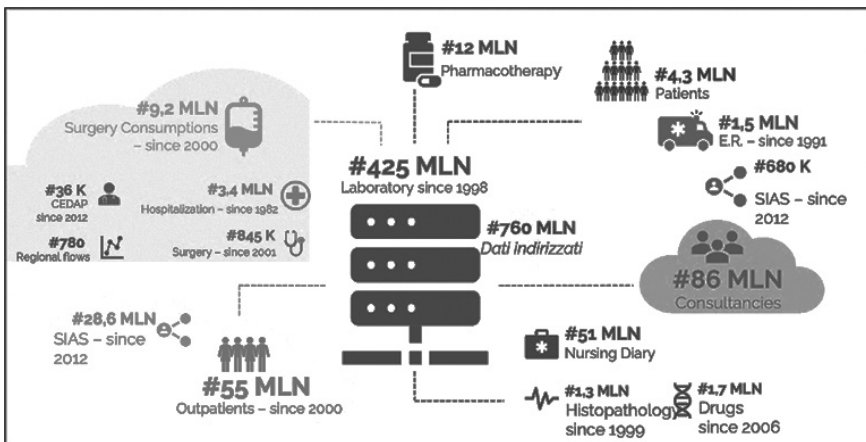 #12 MLN
Pharmacotherapy
#4,3 MLN
Patients
#9,2 MLN
Surgery Consumptions
– since 2000
#1,5 MLN
E.R. – since 1991
#425 MLN
Laboratory since 1998
#680 K
SIAS – since
2012
#36 K
CEDAP
since 2012
#3,4 MLN
Hospitalization – since 1982
#780
Regional flows
#845 K
Surgery – since 2001
#760 MLN
Dati indirizzati
#86 MLN
Consultancies
#28,6 MLN
SIAS – since
2012
#51 MLN
Nursing Diary
#55 MLN
Outpatients – since 2000
#1,3 MLN
Histopathology
since 1999
#1,7 MLN
Drugs
since 2006